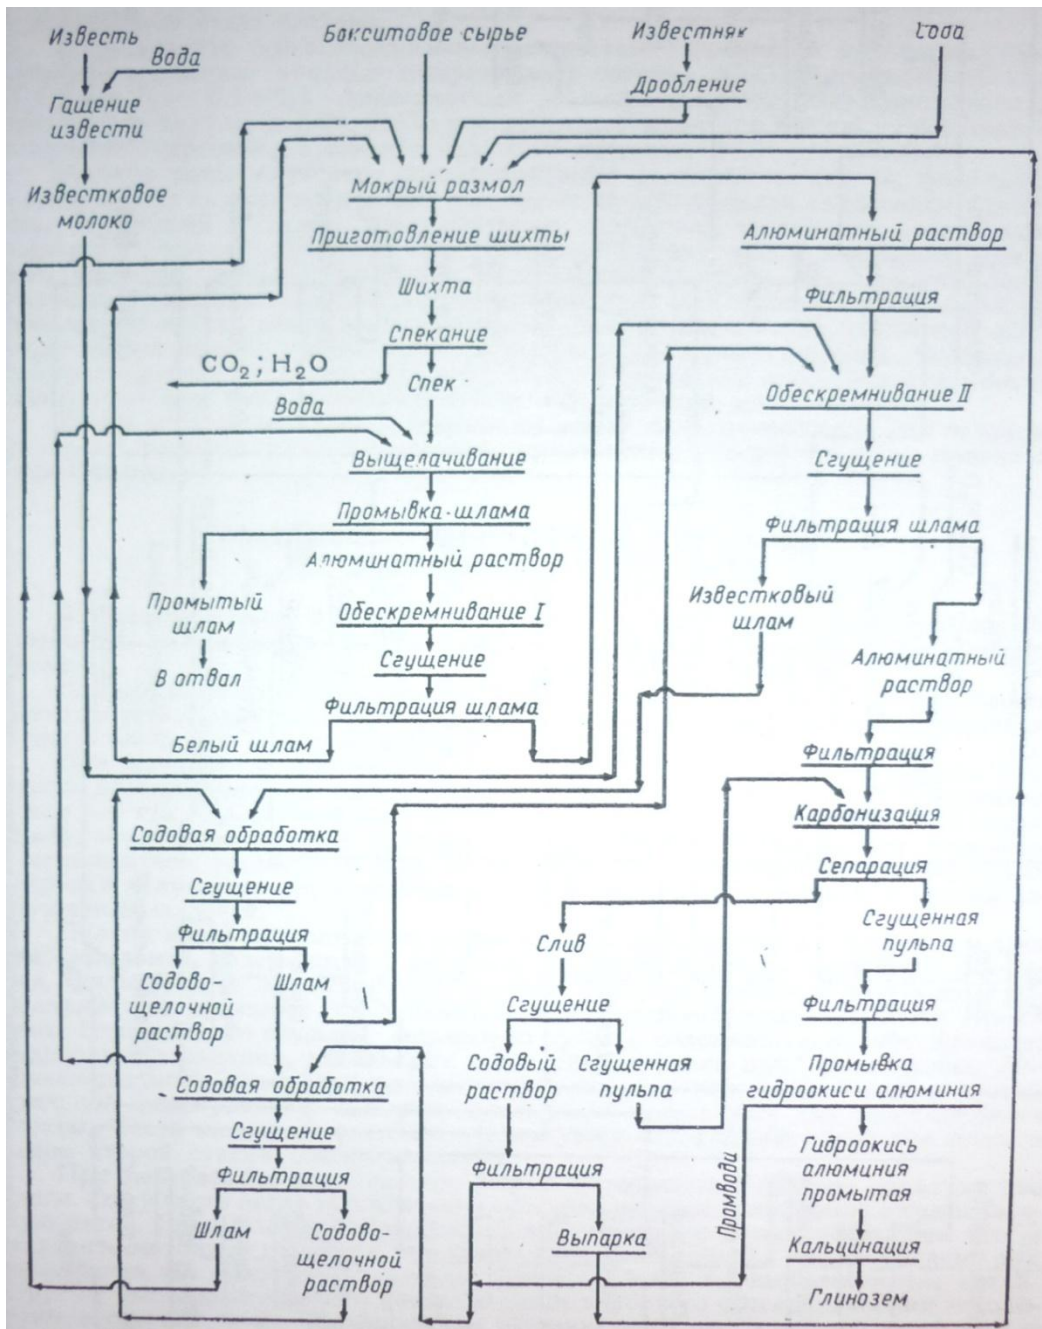 Известь
Вода
Бокситовое сырье
Известняк
Сода
Гашение
извести
Дробление
Известковое
молоко
Мокрый размол
Приготовление шихты
Алюминатный раствор
Шихта
Фильтрация
Спекание
CO₂; H₂O
Спек
Вода
Обескремнивание II
Выщелачивание
Сгущение
Промывка шлама
Фильтрация шлама
Алюминатный раствор
Промытый
шлам
Известковый
шлам
Обескремнивание I
В отвал
Сгущение
Алюминатный
раствор
Фильтрация шлама
Белый шлам
Фильтрация
Карбонизация
Содовая обработка
Сепарация
Сгущение
Сгущенная
пульпа
Фильтрация
Слив
Содово-
щелочной
раствор
Шлам
Сгущение
Фильтрация
Содовый
раствор
Сгущенная
пульпа
Промывка
гидроокиси алюминия
Содовая обработка
Сгущение
Гидроокись
алюминия
промытая
Фильтрация
Фильтрация
Промводи
Шлам
Содово-
щелочной
раствор
Выпарка
Кальцинация
Глинозем